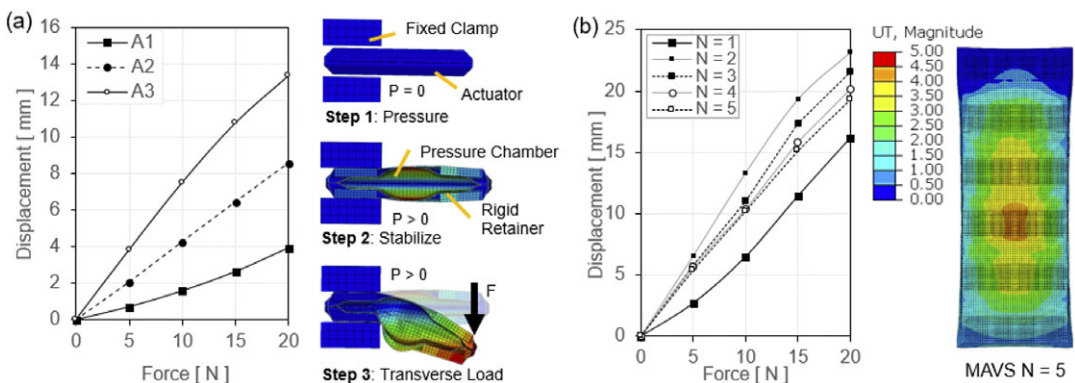 (a)
16
14
12
10
8
6
4
2
0
Displacement [ mm ]
A1
A2
A3
0 5 10 15 20
Force [ N ]
Fixed Clamp
P = 0
Actuator
Step 1: Pressure
Pressure Chamber
P > 0
Rigid
Retainer
Step 2: Stabilize
P > 0
F
Step 3: Transverse Load
(b)
25
20
15
10
5
0
Displacement [ mm ]
N = 1
N = 2
N = 3
N = 4
N = 5
0 5 10 15 20
Force [ N ]
UT, Magnitude
5.00
4.50
4.00
3.50
3.00
2.50
2.00
1.50
1.00
0.50
0.00
MAVS N = 5